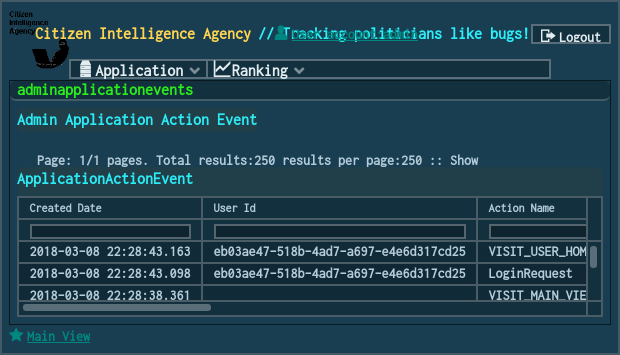 Citizen
Intelligence
Agency
Citizen Intelligence Agency // Tracking politicians like bugs!
Logout
Application Ranking
adminapplicationevents
Admin Application Action Event
Page: 1/1 pages. Total results:250 results per page:250 :: Show
ApplicationActionEvent
Created Date User Id Action Name
2018-03-08 22:28:43.163 eb03ae47-518b-4ad7-a697-e4e6d317cd25 VISIT_USER_HOM
2018-03-08 22:28:43.098 eb03ae47-518b-4ad7-a697-e4e6d317cd25 LoginRequest
2018-03-08 22:28:38.361 VISIT_MAIN_VIE
Main View